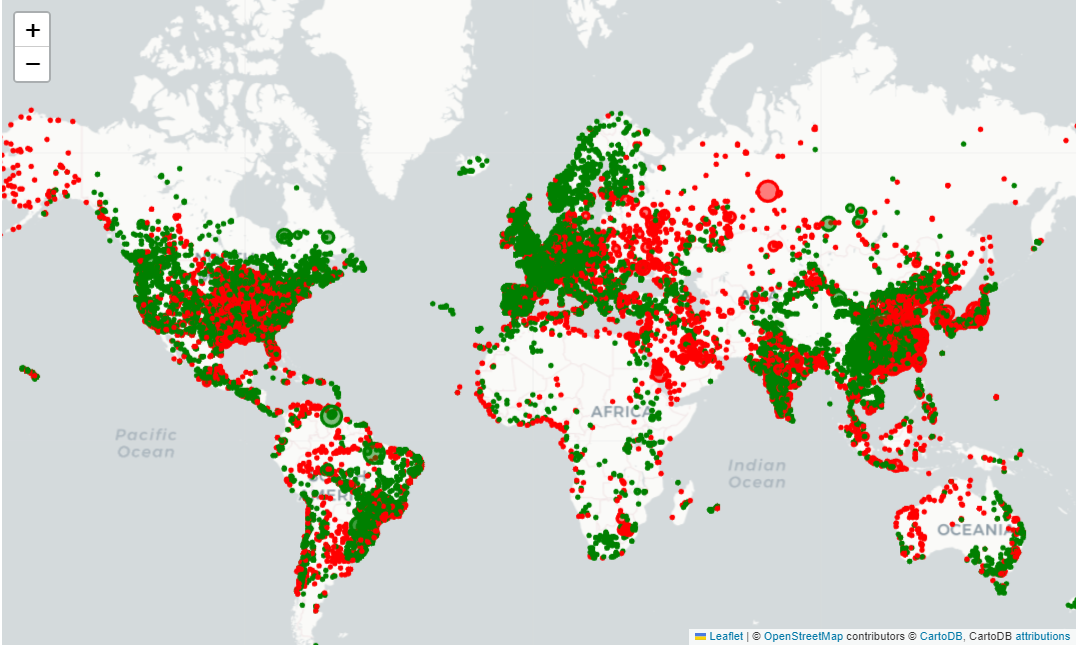 +
−
AFRICA
Pacific
Ocean
Indian
Ocean
OCEANIA
Leaflet | © OpenStreetMap contributors © CartoDB, CartoDB attributions